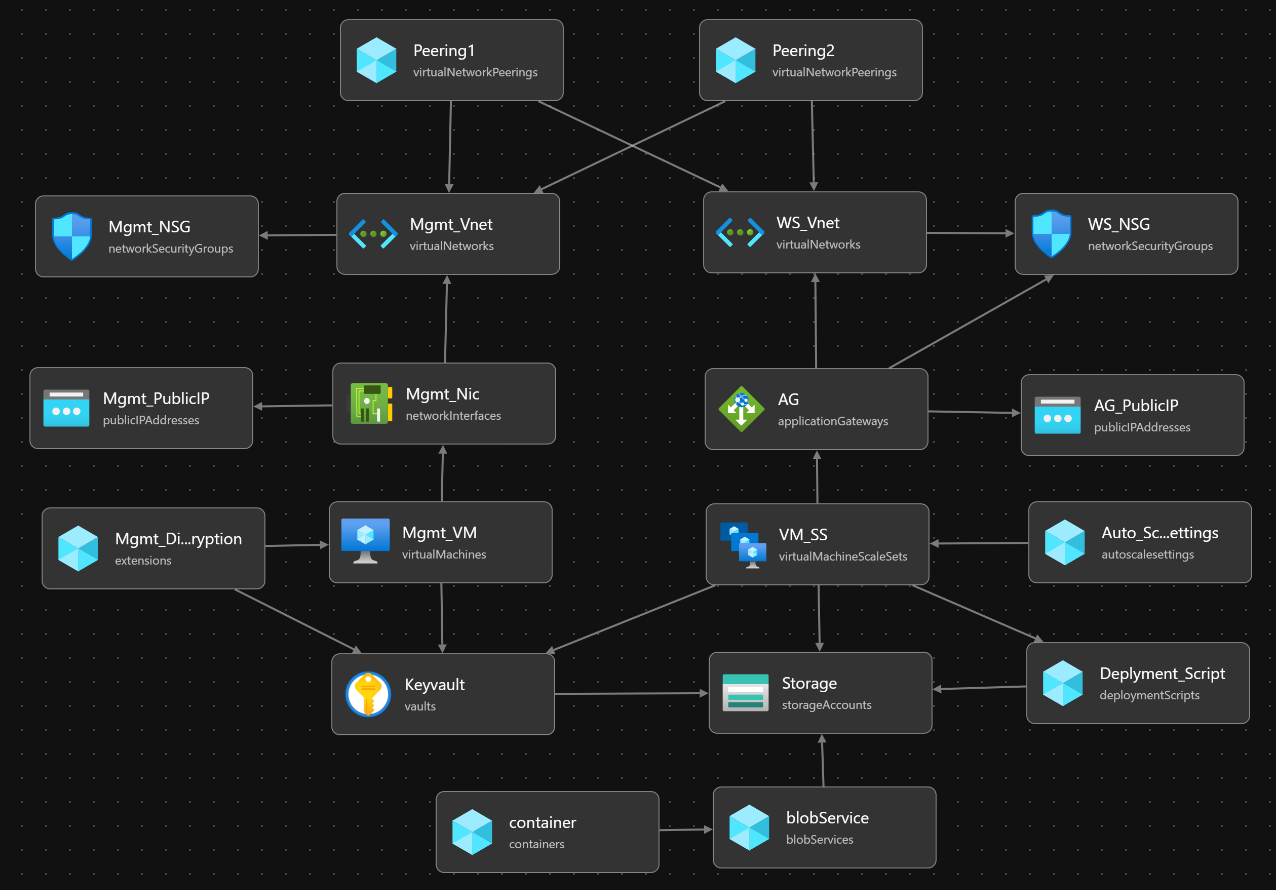 Peering1
virtualNetworkPeerings
Peering2
virtualNetworkPeerings
Mgmt_NSG
networkSecurityGroups
Mgmt_Vnet
virtualNetworks
WS_Vnet
virtualNetworks
WS_NSG
networkSecurityGroups
Mgmt_PublicIP
publicIPAddresses
Mgmt_Nic
networkInterfaces
AG
applicationGateways
AG_PublicIP
publicIPAddresses
Mgmt_Di...ryption
extensions
Mgmt_VM
virtualMachines
VM_SS
virtualMachineScaleSets
Auto_Sc...ettings
autoscalesettings
Keyvault
vaults
Storage
storageAccounts
Deplyment_Script
deploymentScripts
container
containers
blobService
blobServices